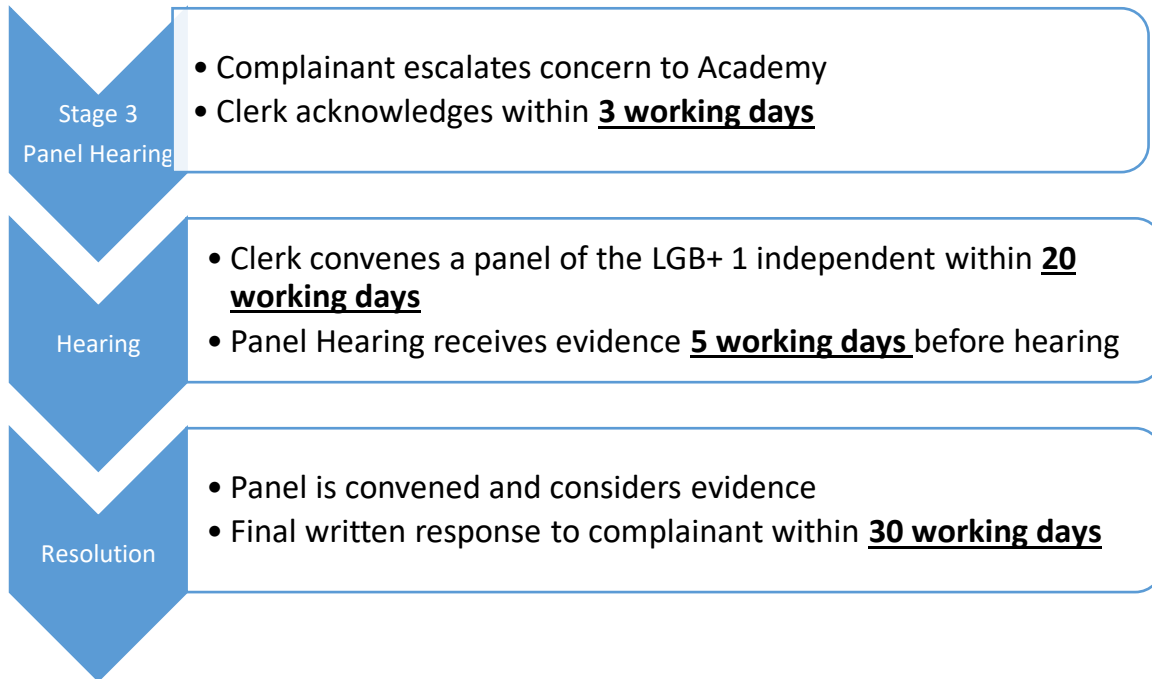 Stage 3
Panel Hearing
• Complainant escalates concern to Academy
• Clerk acknowledges within 3 working days
Hearing
• Clerk convenes a panel of the LGB+ 1 independent within 20
working days
• Panel Hearing receives evidence 5 working days before hearing
Resolution
• Panel is convened and considers evidence
• Final written response to complainant within 30 working days